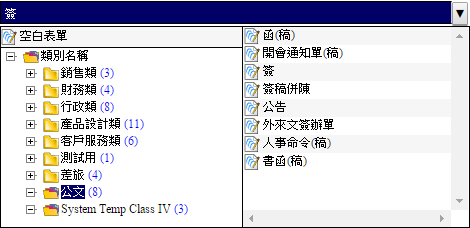 簽
空白表單
類別名稱
銷售類 (3)
財務類 (4)
行政類 (8)
產品設計類 (11)
客戶服務類 (6)
測試用 (1)
差旅 (4)
公文 (8)
System Temp Class IV (3)
函(稿)
開會通知單(稿)
簽
簽稿併陳
公告
外來文簽辦單
人事命令(稿)
書函(稿)